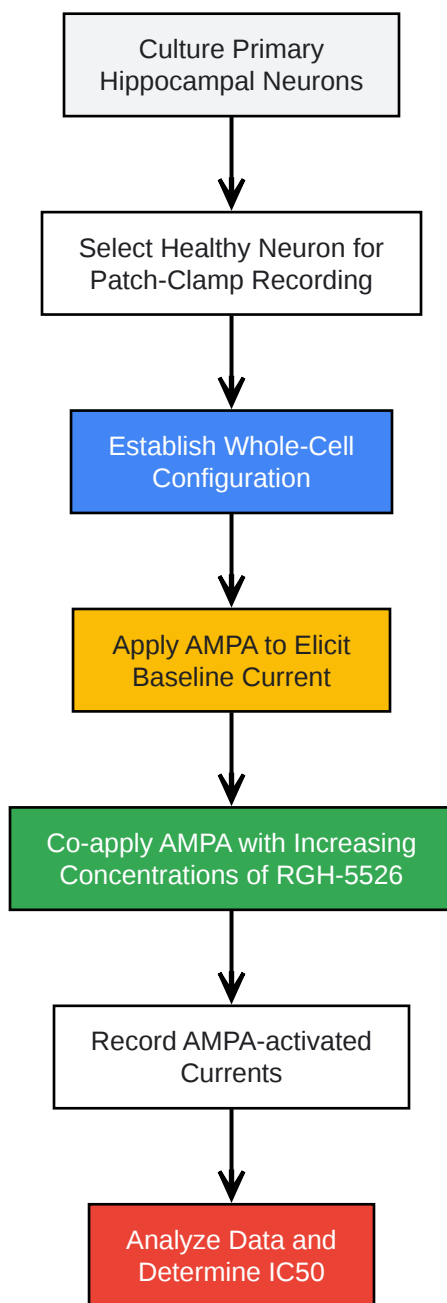 Culture Primary
Hippocampal Neurons
Select Healthy Neuron for
Patch-Clamp Recording
Establish Whole-Cell
Configuration
Apply AMPA to Elicit
Baseline Current
Co-apply AMPA with Increasing
Concentrations of RGH-5526
Record AMPA-activated
Currents
Analyze Data and
Determine IC50